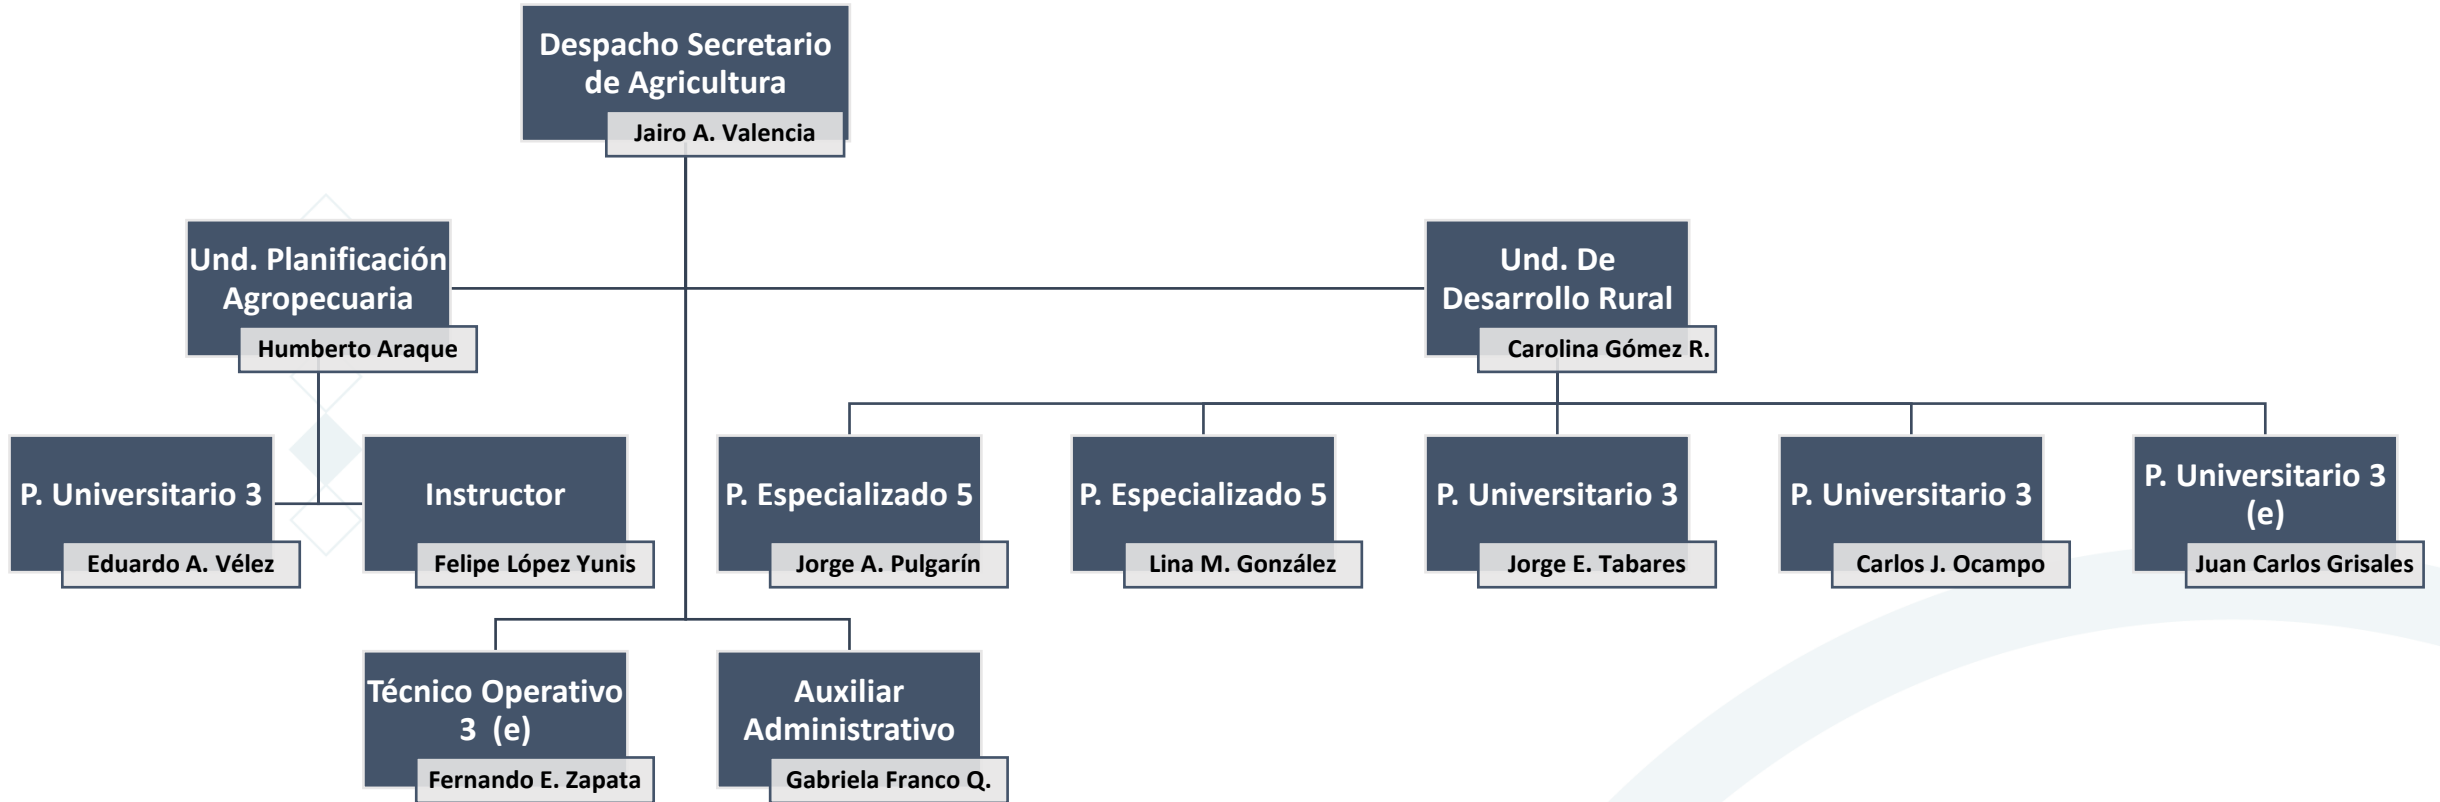 Despacho Secretario
de Agricultura
Jairo A. Valencia
Und. Planificación
Agropecuaria
Humberto Araque
Und. De
Desarrollo Rural
Carolina Gómez R.
P. Universitario 3
Eduardo A. Vélez
Instructor
Felipe López Yunis
P. Especializado 5
Jorge A. Pulgarín
P. Especializado 5
Lina M. González
P. Universitario 3
Jorge E. Tabares
P. Universitario 3
Carlos J. Ocampo
P. Universitario 3
(e)
Juan Carlos Grisales
Técnico Operativo
3 (e)
Fernando E. Zapata
Auxiliar
Administrativo
Gabriela Franco Q.